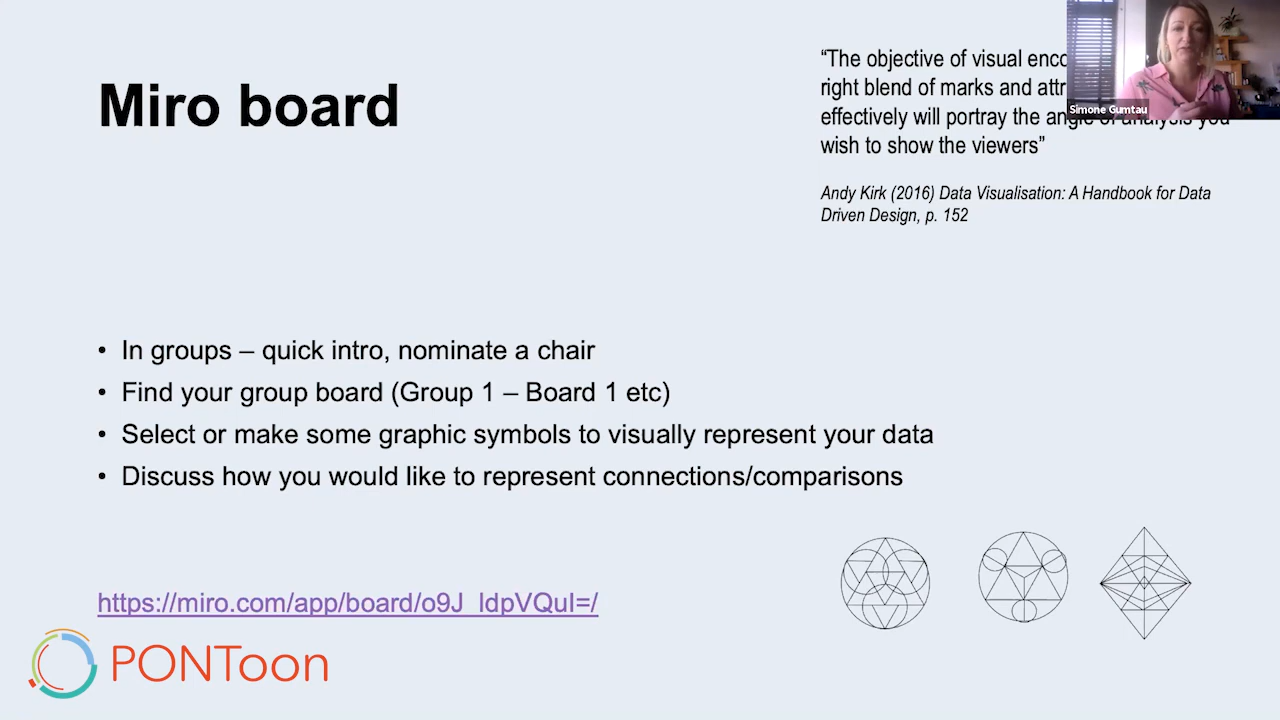 Miro board
“The objective of visual
right blend of marks and
effectively will portray the angle of analysis you
wish to show the viewers”
Andy Kirk (2016) Data Visualisation: A Handbook for Data
Driven Design, p. 152
Simone Gumtau
• In groups – quick intro, nominate a chair
• Find your group board (Group 1 – Board 1 etc)
• Select or make some graphic symbols to visually represent your data
• Discuss how you would like to represent connections/comparisons
https://miro.com/app/board/o9J_ldpVQuI=/
PONToon